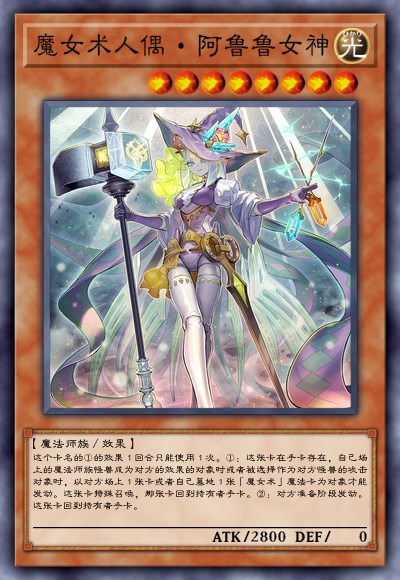 魔女术人偶・阿鲁鲁女神
光
【魔法师族/效果】
这个卡名的①的效果1回合只能使用1次。①：这张卡在手卡存在，自己场
上的魔法师族怪兽成为对方的效果的对象时或者被选择作为对方怪兽的攻击
对象时，以对方场上1张卡或者自己墓地1张「魔女术」魔法卡为对象才能
发动。这张卡特殊召唤，那张卡回到持有者手卡。②：对方准备阶段发动。
这张卡回到持有者手卡。
ATK/2800 DEF/ 0